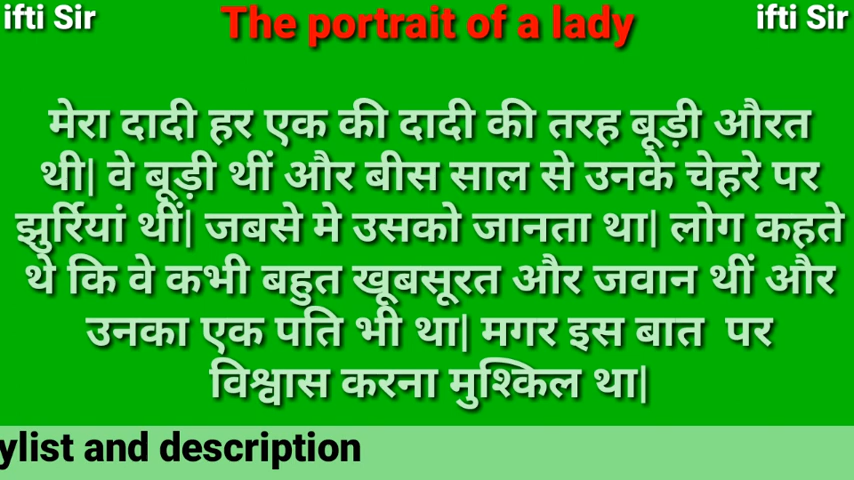 ifti Sir The portrait of a lady ifti Sir
मेरा दादी हर एक की दादी की तरह बूड़ी औरत
थी| वे बूड़ी थीं और बीस साल से उनके चेहरे पर
झुर्रियां थीं| जबसे मे उसको जानता था| लोग कहते
थे कि वे कभी बहुत खूबसूरत और जवान थीं और
उनका एक पति भी था| मगर इस बात पर
विश्वास करना मुश्किल था|
ylist and description